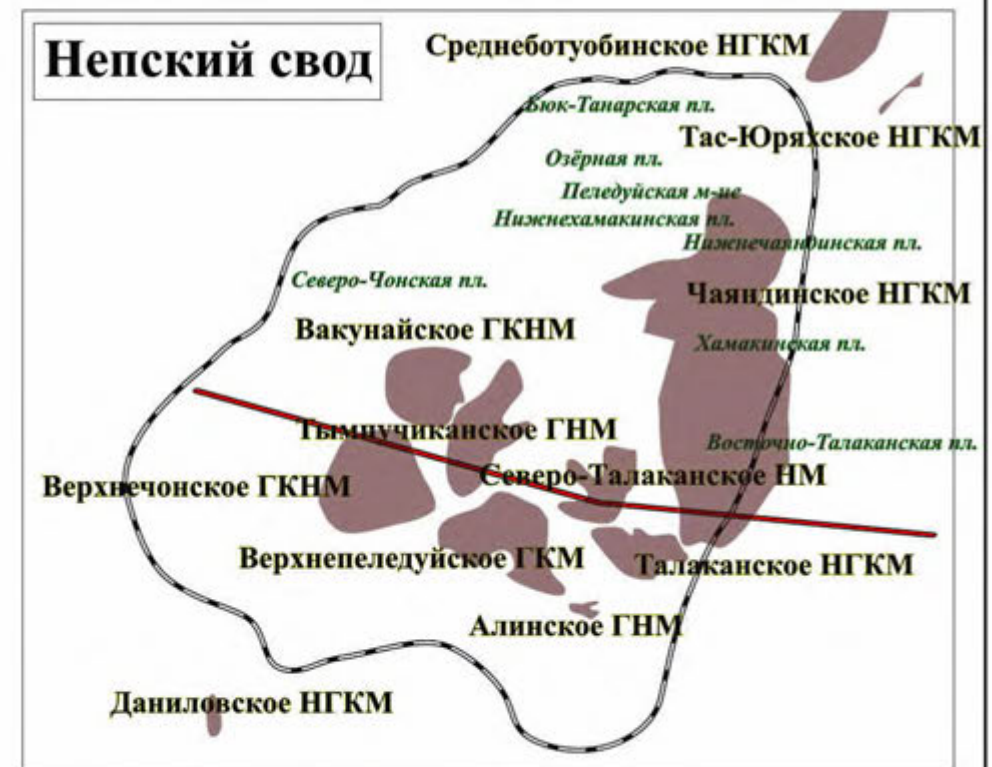 Непский свод
Среднеботуобинское НГКМ
Бюк-Танарская пл.
Тас-Юряхское НГКМ
Озёрная пл.
Пеледуйская м-ие
Нижнехамакинская пл.
Нижнечаяндинская пл.
Северо-Чонская пл.
Чаяндинское НГКМ
Вакунайское ГКНМ
Хамакинская пл.
Тымпучиканское ГНМ
Восточно-Талаканская пл.
Северо-Талаканское НМ
Верхнечонское ГКНМ
Верхнепеледуйское ГКМ
Талаканское НГКМ
Алинское ГНМ
Даниловское НГКМ